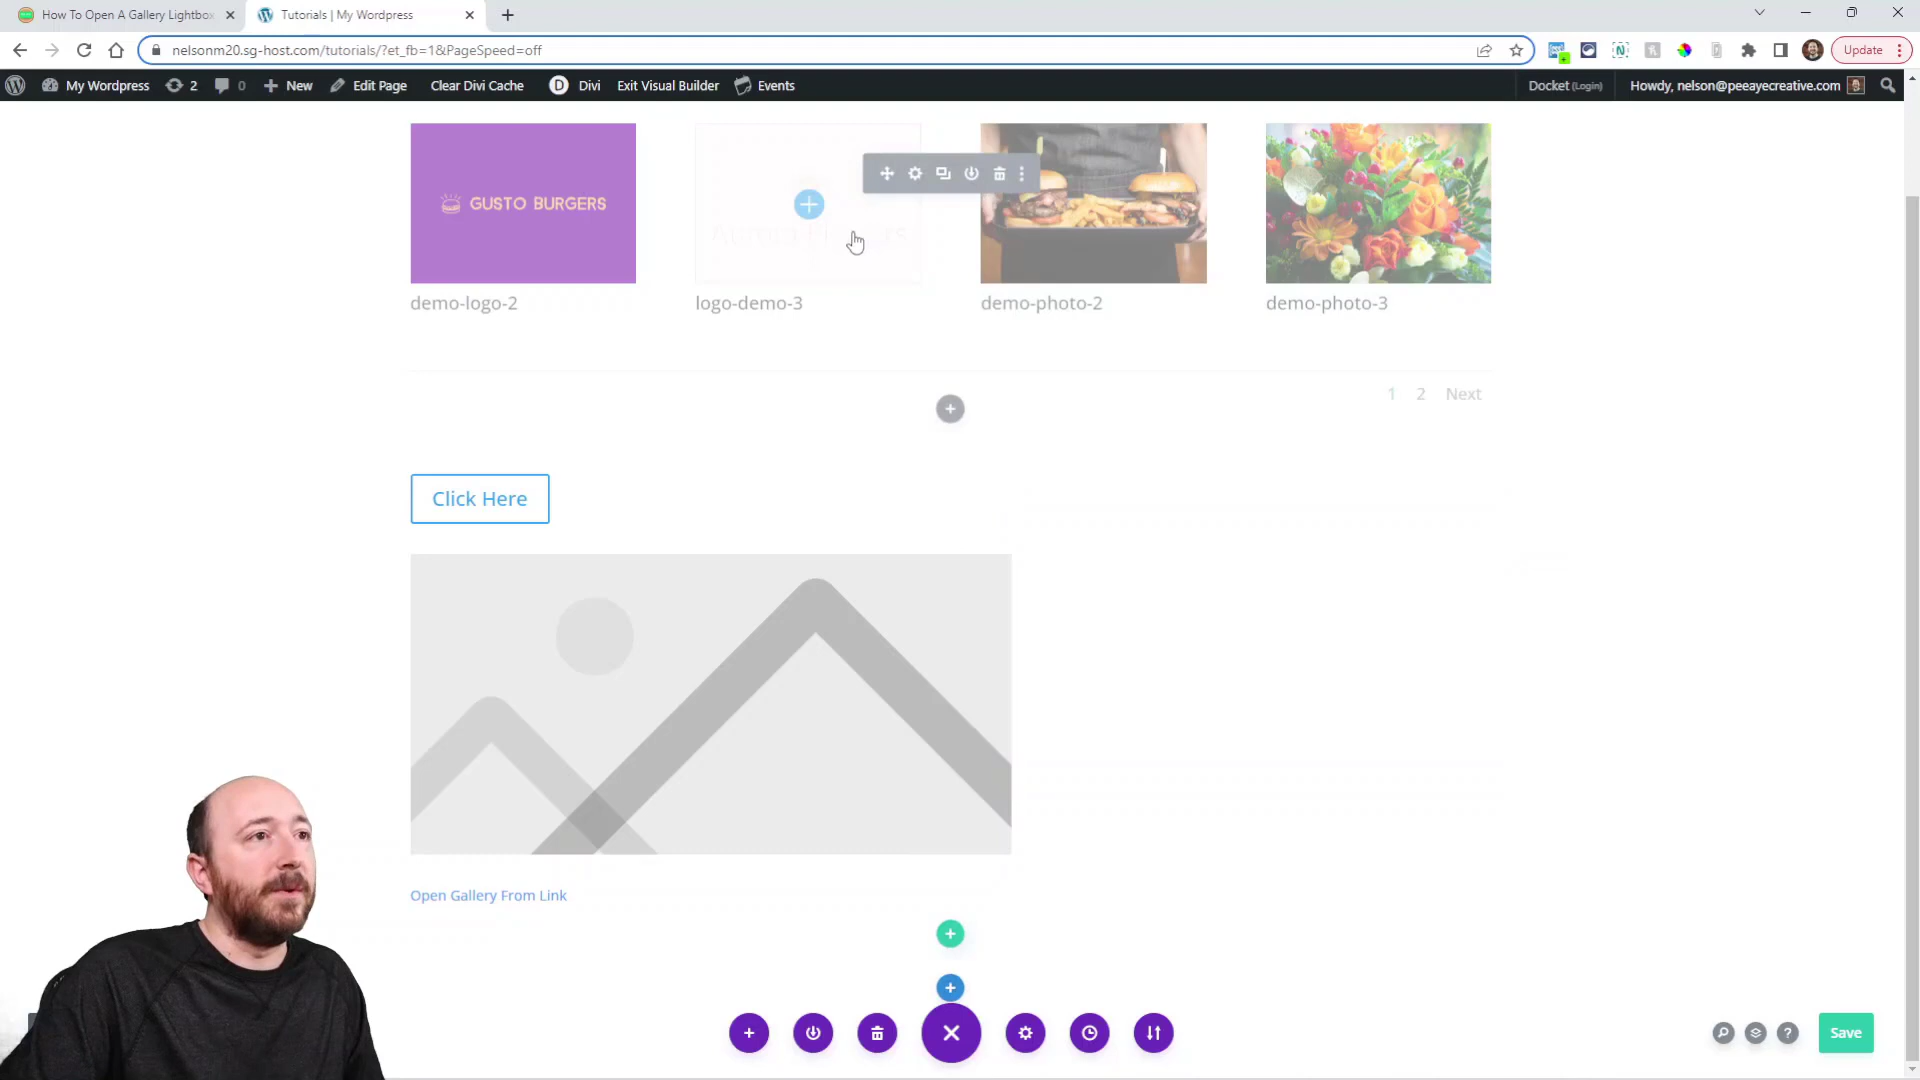 How To Open A Gallery Lightbox
Tutorials | My Wordpress
nelsonm20.sg-host.com/tutorials/?et_fb=1&PageSpeed=off
Update
My Wordpress
2
0
New
Edit Page
Clear Divi Cache
D
Divi
Exit Visual Builder
Events
Docket (Login)
Howdy, nelson@peeayecreative.com
GUSTO BURGERS
demo-logo-2
logo-demo-3
demo-photo-2
demo-photo-3
1 2 Next
Click Here
Open Gallery From Link
Save